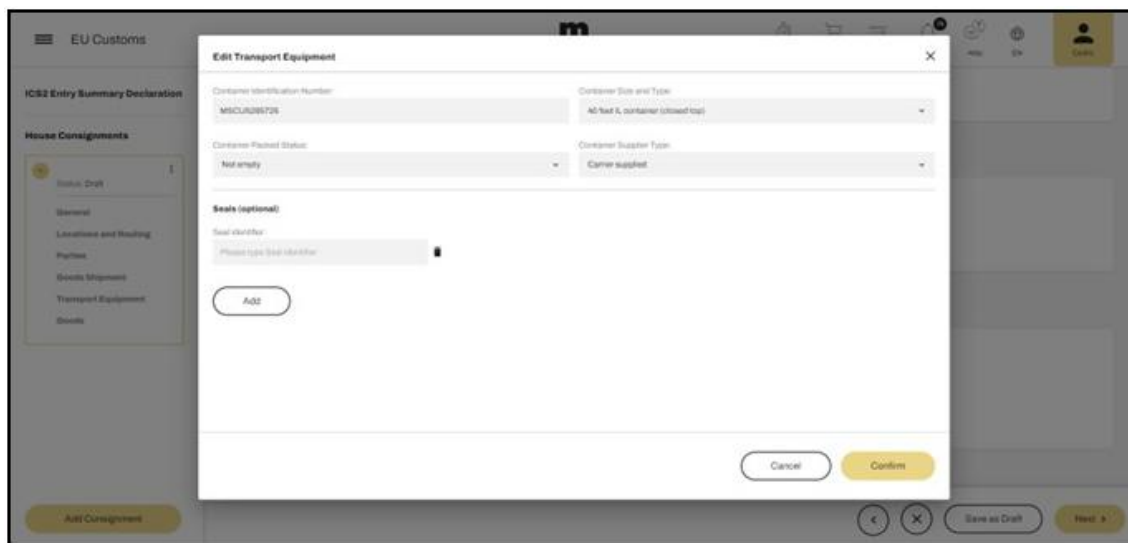 EU Customs
m
Edit Transport Equipment
ICS2 Entry Summary Declaration
Container Identification Number:
Container Size and Type:
40 foot IL container (closed top)
House Consignments
Container Packed Status:
Container Supplier Type:
Not empty
Carrier supplied
Status: Draft
General
Seals (optional)
Locations and Routing
Seal identifier:
Parties
Please type Seal identifier
Goods Shipment
Transport Equipment
Add
Goods
Cancel
Confirm
Add Consignment
Save as Draft
Next